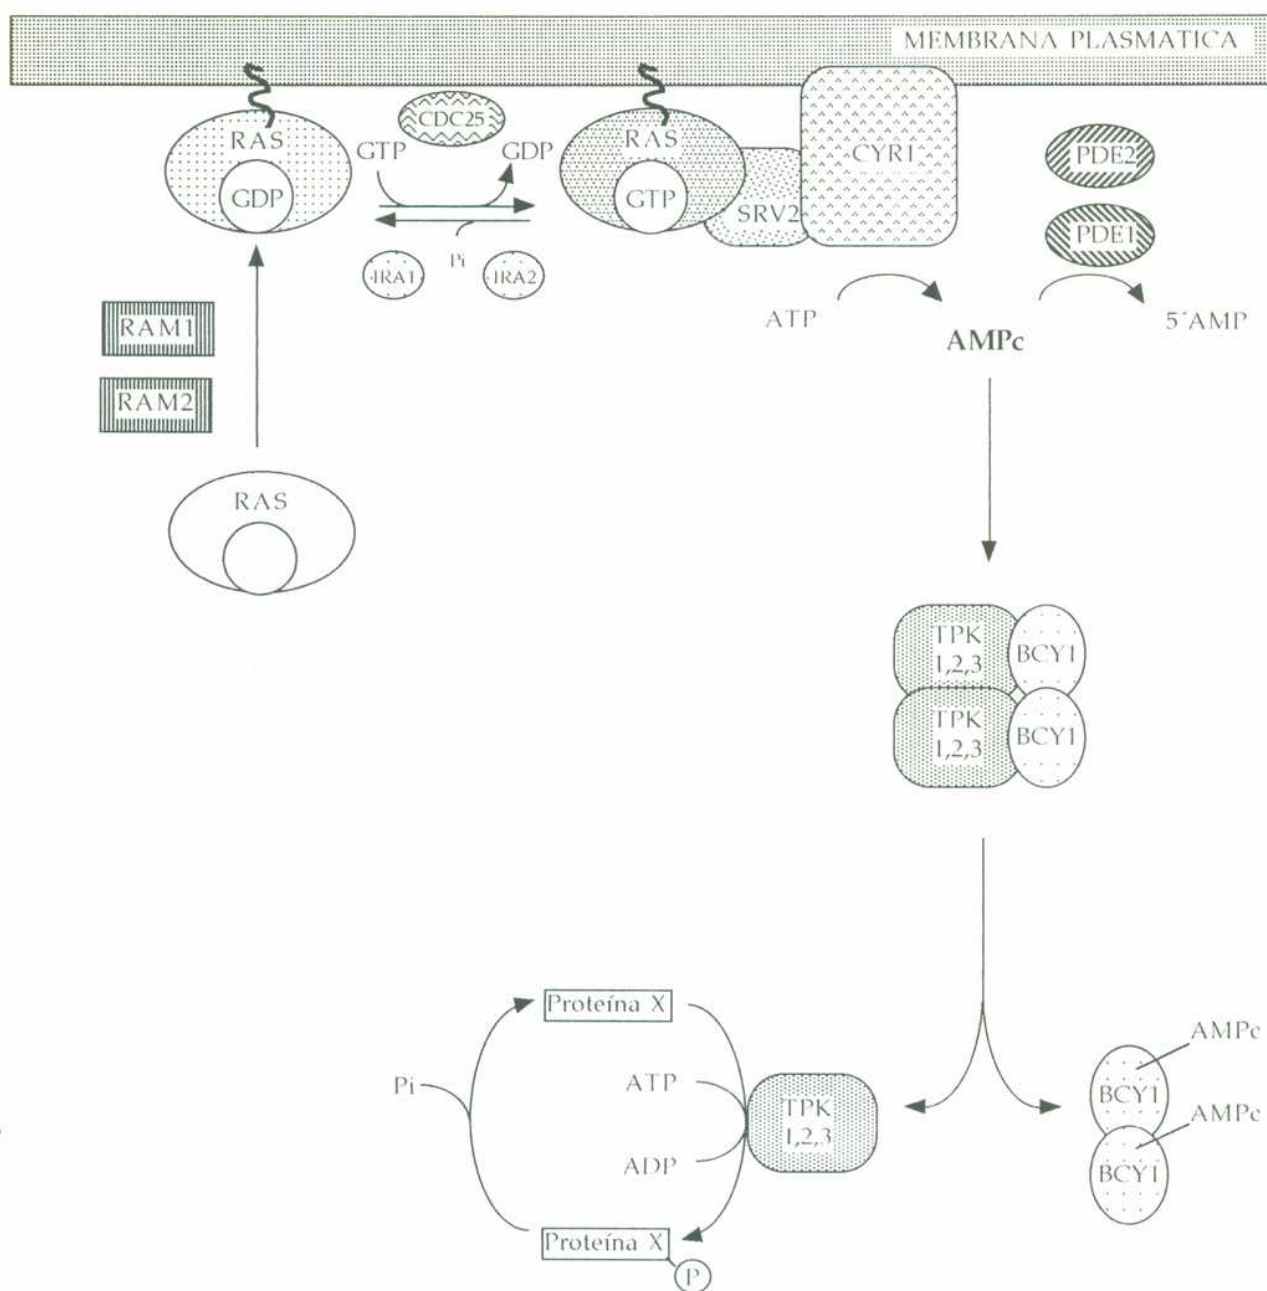 MEMBRANA PLASMATICA
RAS
GDP
GTP
CDC25
GDP
RAS
GTP
SRV2
CYR1
PDE2
PDE1
IRA1
Pi
IRA2
ATP
AMPc
5´AMP
RAM1
RAM2
RAS
TPK
1,2,3
BCY1
TPK
1,2,3
BCY1
Proteína X
Pi
ATP
ADP
TPK
1,2,3
Proteína X
P
AMPc
BCY1
AMPc
BCY1